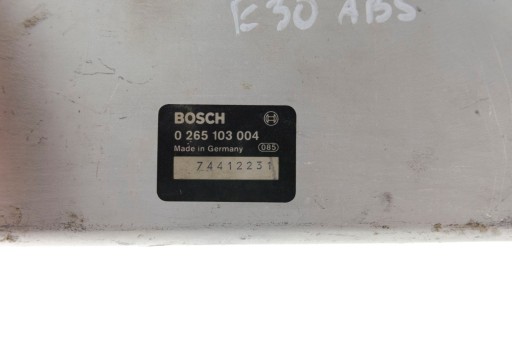 E30 ABS
BOSCH
0 265 103 004
Made in Germany 085
74412231